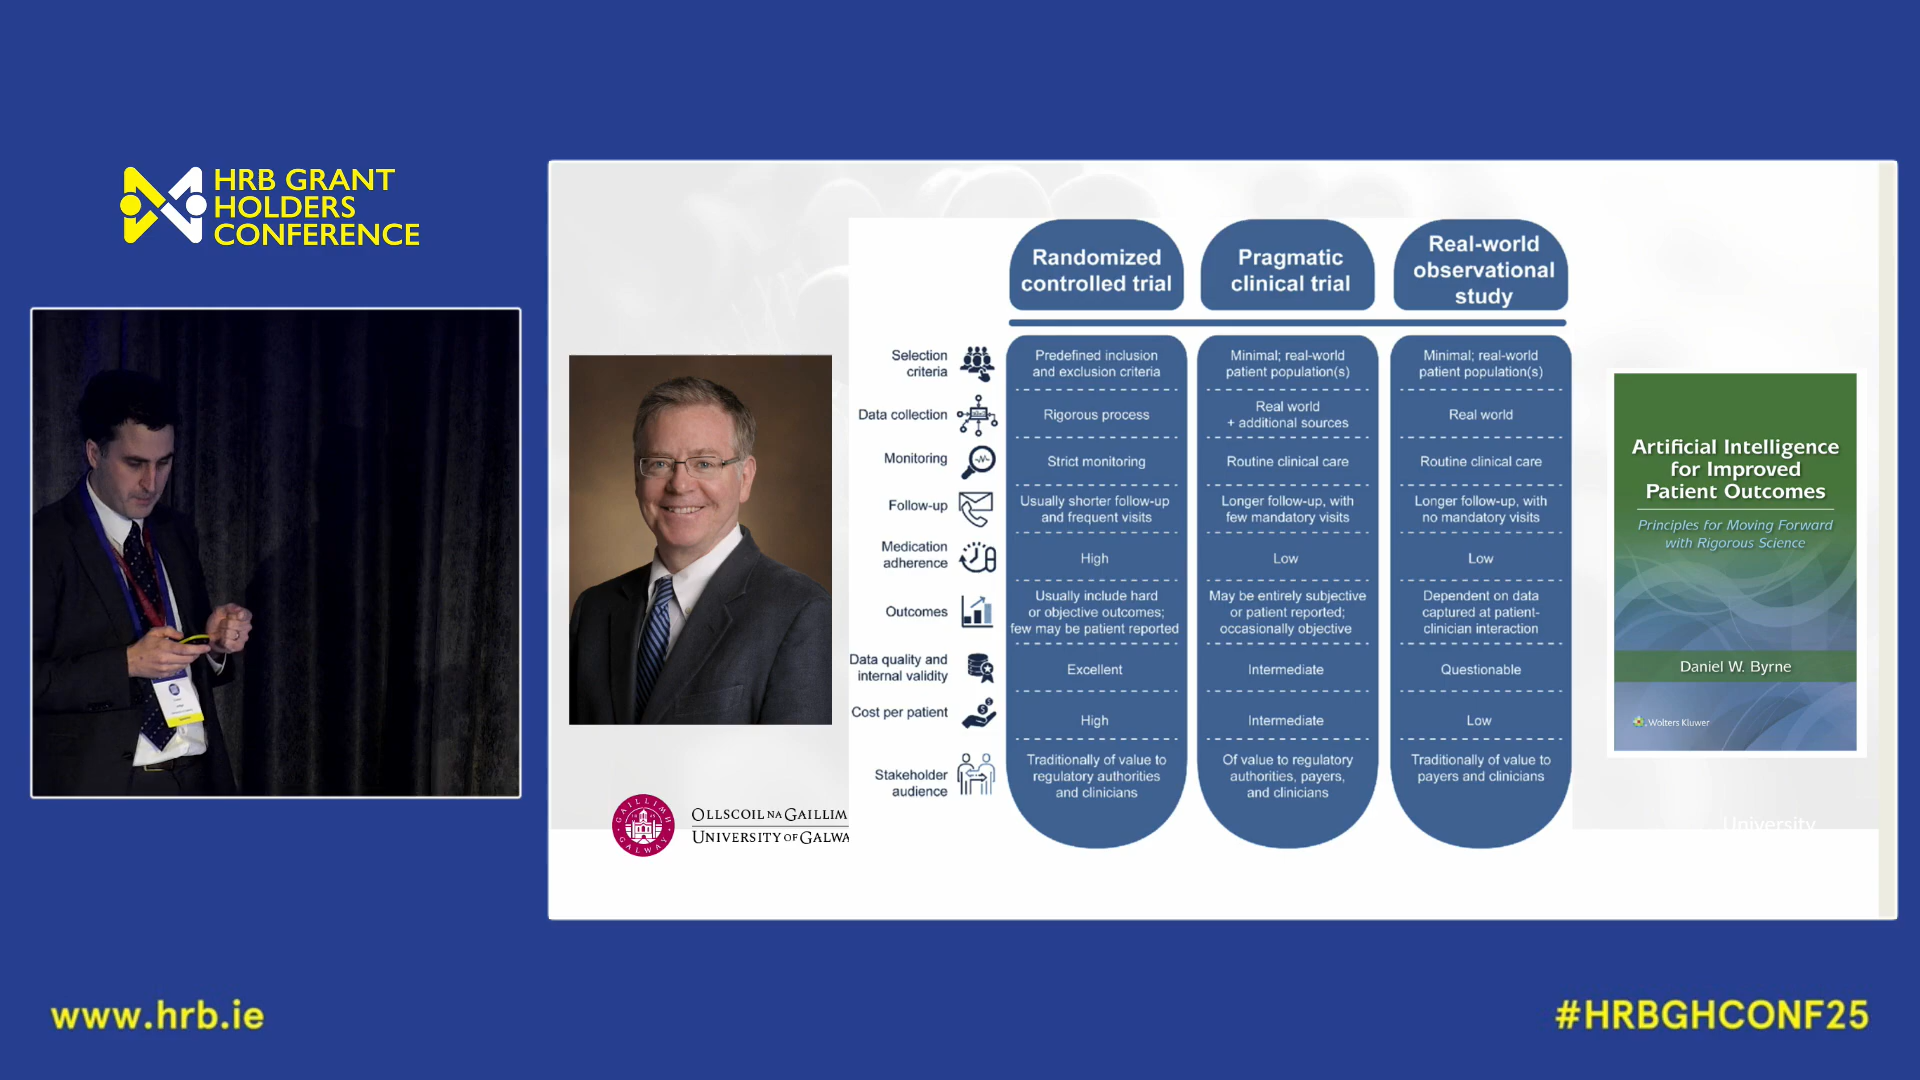 HRB GRANT
HOLDERS
CONFERENCE
Randomized
controlled trial
Pragmatic
clinical trial
Real-world
observational
study
Selection
criteria
Predefined inclusion
and exclusion criteria
Minimal; real-world
patient population(s)
Minimal; real-world
patient population(s)
Data collection
Rigorous process
Real world
+ additional sources
Real world
Monitoring
Strict monitoring
Routine clinical care
Routine clinical care
Follow-up
Usually shorter follow-up
and frequent visits
Longer follow-up, with
few mandatory visits
Longer follow-up, with
no mandatory visits
Medication
adherence
High
Low
Low
Outcomes
Usually include hard
or objective outcomes;
few may be patient reported
May be entirely subjective
or patient reported;
occasionally objective
Dependent on data
captured at patient-
clinician interaction
Data quality and
internal validity
Excellent
Intermediate
Questionable
Cost per patient
High
Intermediate
Low
Stakeholder
audience
Traditionally of value to
regulatory authorities
and clinicians
Of value to regulatory
authorities, payers,
and clinicians
Traditionally of value to
payers and clinicians
Artificial Intelligence
for Improved
Patient Outcomes
Principles for Moving Forward
with Rigorous Science
Daniel W. Byrne
Wolters Kluwer
GAILLIMH
GALWAY
OLLSCOIL NA GAILLIM
UNIVERSITY OF GALWA
University
www.hrb.ie
#HRBGHCONF25